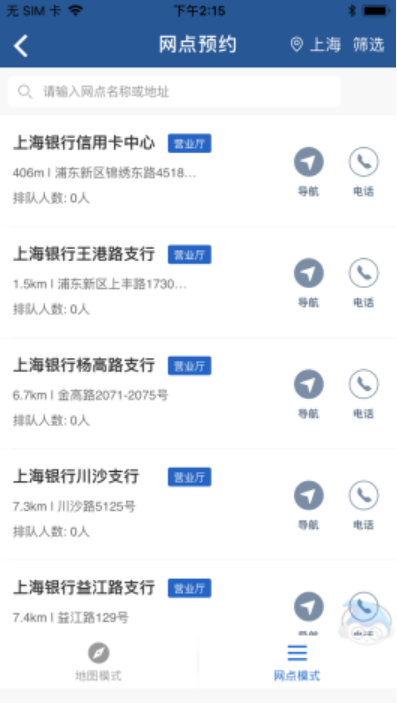 无 SIM 卡 下午2:15
网点预约 上海 筛选
请输入网点名称或地址
上海银行信用卡中心 营业厅
406m | 浦东新区锦绣东路4518...
排队人数: 0人
导航 电话
上海银行王港路支行 营业厅
1.5km | 浦东新区上丰路1730...
排队人数: 0人
导航 电话
上海银行杨高路支行 营业厅
6.7km | 金高路2071-2075号
排队人数: 0人
导航 电话
上海银行川沙支行 营业厅
7.3km | 川沙路5125号
排队人数: 0人
导航 电话
上海银行益江路支行 营业厅
7.4km | 益江路129号
地图模式 网点模式